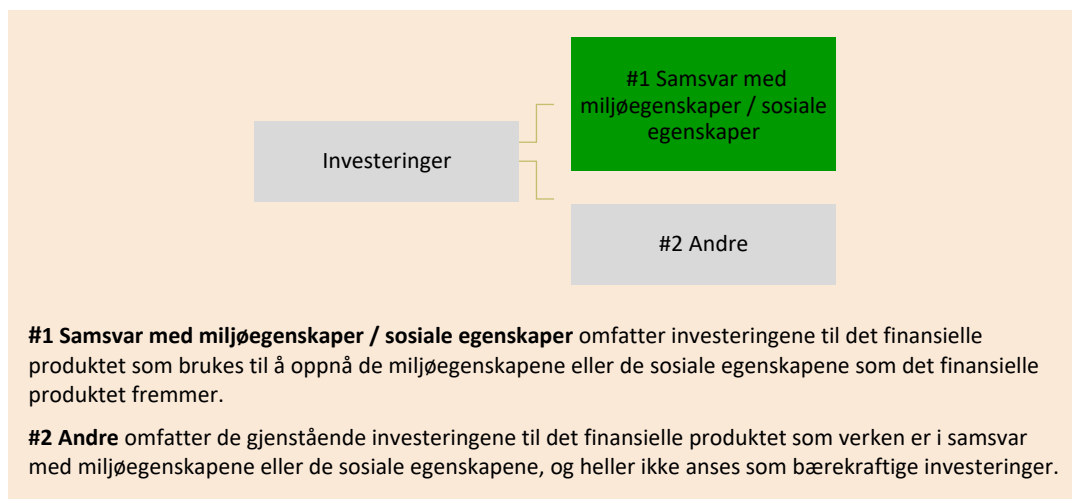 #1 Samsvar med
miljøegenskaper / sosiale
egenskaper
Investeringer
#2 Andre
#1 Samsvar med miljøegenskaper / sosiale egenskaper omfatter investeringene til det finansielle
produktet som brukes til å oppnå de miljøegenskapene eller de sosiale egenskapene som det finansielle
produktet fremmer.
#2 Andre omfatter de gjenstående investeringene til det finansielle produktet som verken er i samsvar
med miljøegenskapene eller de sosiale egenskapene, og heller ikke anses som bærekraftige investeringer.